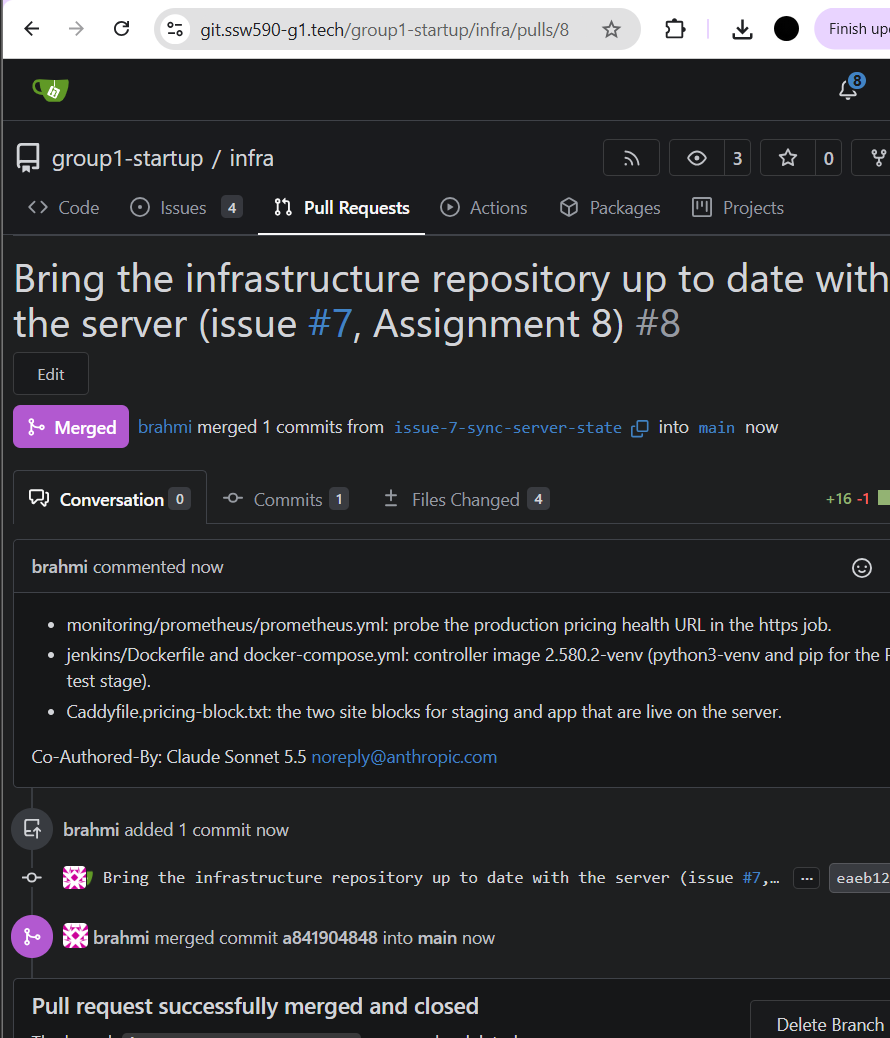 git.ssw590-g1.tech/group1-startup/infra/pulls/8
Finish
8
group1-startup / infra
3
0
Code
Issues 4
Pull Requests
Actions
Packages
Projects
Bring the infrastructure repository up to date with
the server (issue #7, Assignment 8) #8
Edit
Merged
brahmi merged 1 commits from issue-7-sync-server-state into main now
Conversation 0
Commits 1
Files Changed 4
+16 -1
brahmi commented now
• monitoring/prometheus/prometheus.yml: probe the production pricing health URL in the https job.
• jenkins/Dockerfile and docker-compose.yml: controller image 2.580.2-venv (python3-venv and pip for the
test stage).
• Caddyfile.pricing-block.txt: the two site blocks for staging and app that are live on the server.
Co-Authored-By: Claude Sonnet 5.5 noreply@anthropic.com
brahmi added 1 commit now
Bring the infrastructure repository up to date with the server (issue #7,… ... eaeb12
brahmi merged commit a841904848 into main now
Pull request successfully merged and closed
Delete Branch